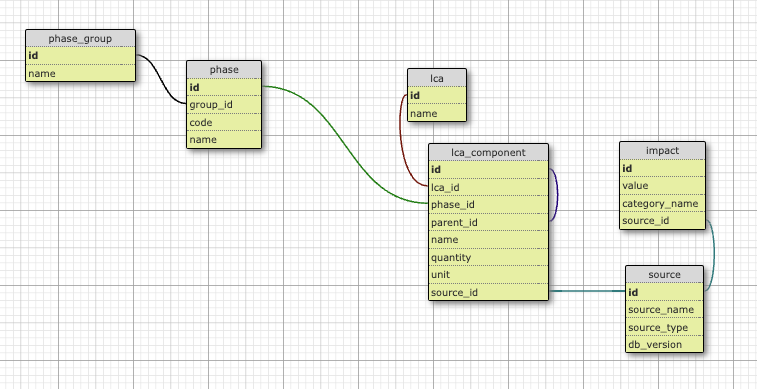 phase_group
id
name
phase
id
group_id
code
name
lca
id
name
lca_component
id
lca_id
phase_id
parent_id
name
quantity
unit
source_id
impact
id
value
category_name
source_id
source
id
source_name
source_type
db_version